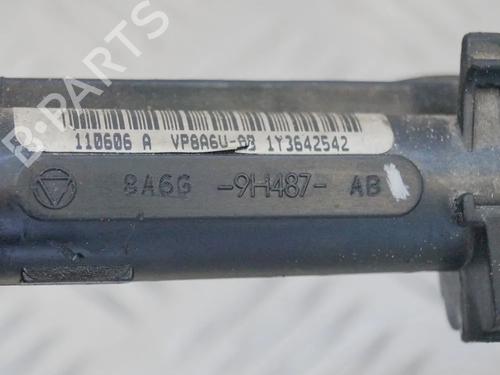 B-PARTS
110606 A VP8A6U-AB 1Y3642542
8A6G -9H487- AB